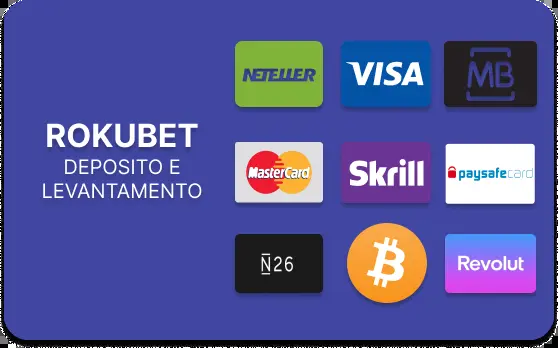 ROKUBET
DEPOSITO E
LEVANTAMENTO
NETELLER
VISA
MB
MasterCard
Skrill
paysafecard
N26
Revolut